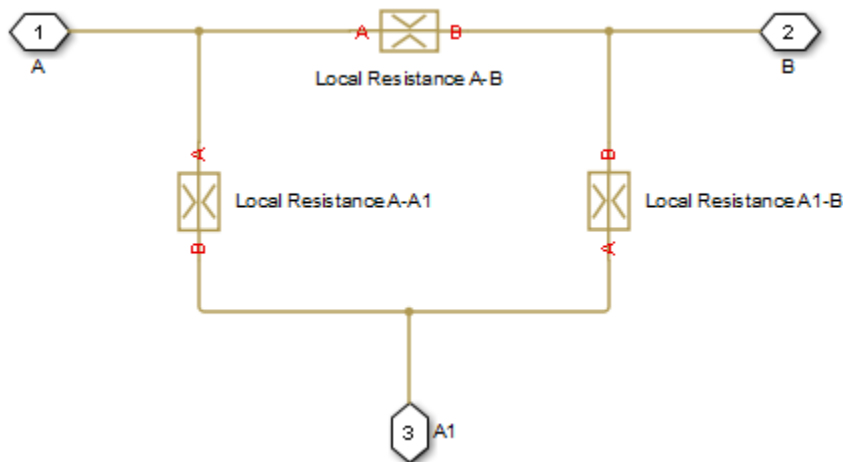 1
A
A
B
2
B
Local Resistance A-B
A
B
Local Resistance A-A1
B
A
Local Resistance A1-B
3
A1